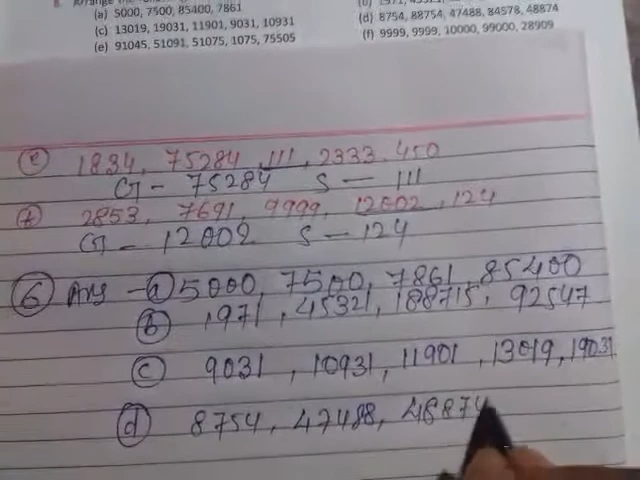 (a) 5000, 7500, 85400, 7861
(c) 13019, 19031, 11901, 9031, 10931
(d) 8754, 88754, 47488, 84578, 48874
(e) 91045, 51091, 51075, 1075, 75505
(f) 9999, 9999, 10000, 99000, 28909
(e) 1834, 75284, 111, 2333, 450
G - 75284 S - 111
(f) 2853, 7691, 9999, 12002, 124
G - 12002 S - 124
(6) Ans - (a) 5000, 7500, 7861, 85400
(b) 1971, 45321, 188715, 92547
(c) 9031, 10931, 11901, 13019, 19031
(d) 8754, 47488, 48874